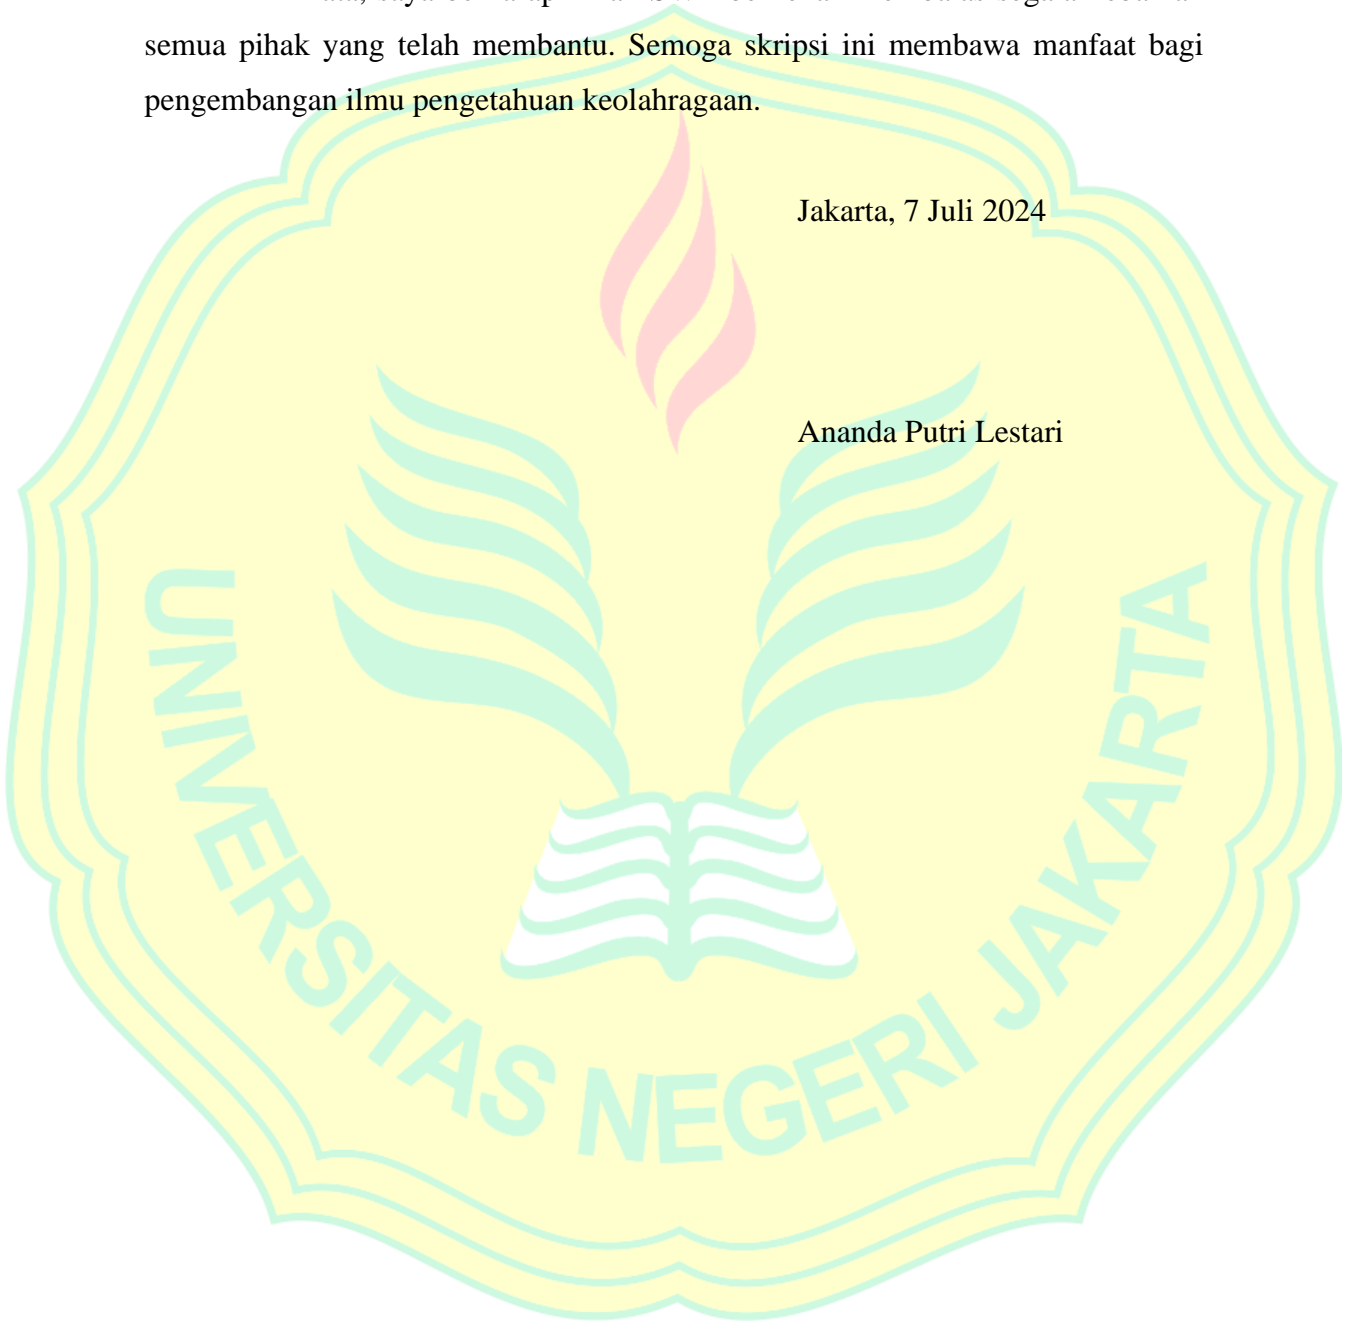 semua pihak yang telah membantu. Semoga skripsi ini membawa manfaat bagi
pengembangan ilmu pengetahuan keolahragaan.
Jakarta, 7 Juli 2024
Ananda Putri Lestari
UNIVERSITAS NEGERI JAKARTA